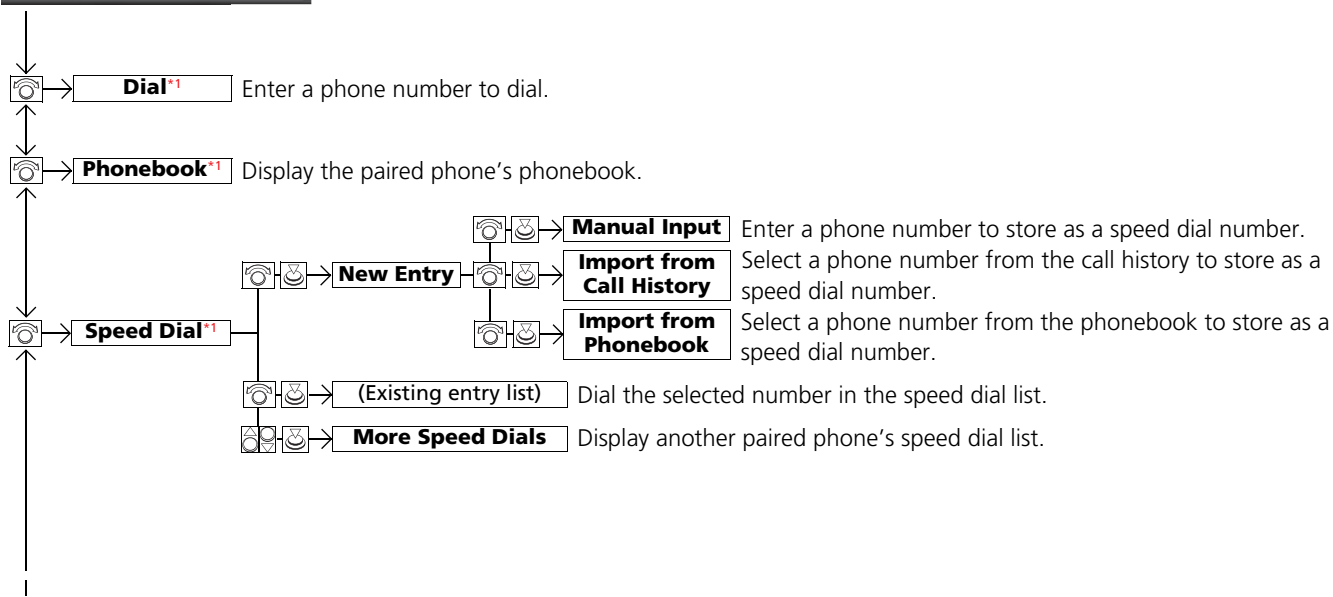 Dial*1 Enter a phone number to dial.
Phonebook*1 Display the paired phone’s phonebook.
Manual Input Enter a phone number to store as a speed dial number.
New Entry
Import from
Call History
Select a phone number from the call history to store as a
speed dial number.
Speed Dial*1
Import from
Phonebook
Select a phone number from the phonebook to store as a
speed dial number.
(Existing entry list) Dial the selected number in the speed dial list.
More Speed Dials Display another paired phone’s speed dial list.